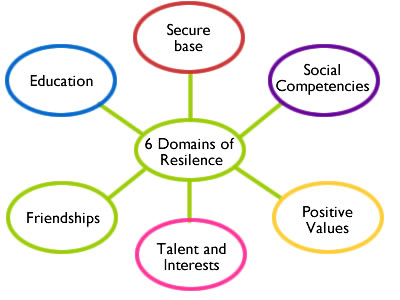 Secure
base
Education
Social
Competencies
6 Domains of
Resilence
Friendships
Positive
Values
Talent and
Interests